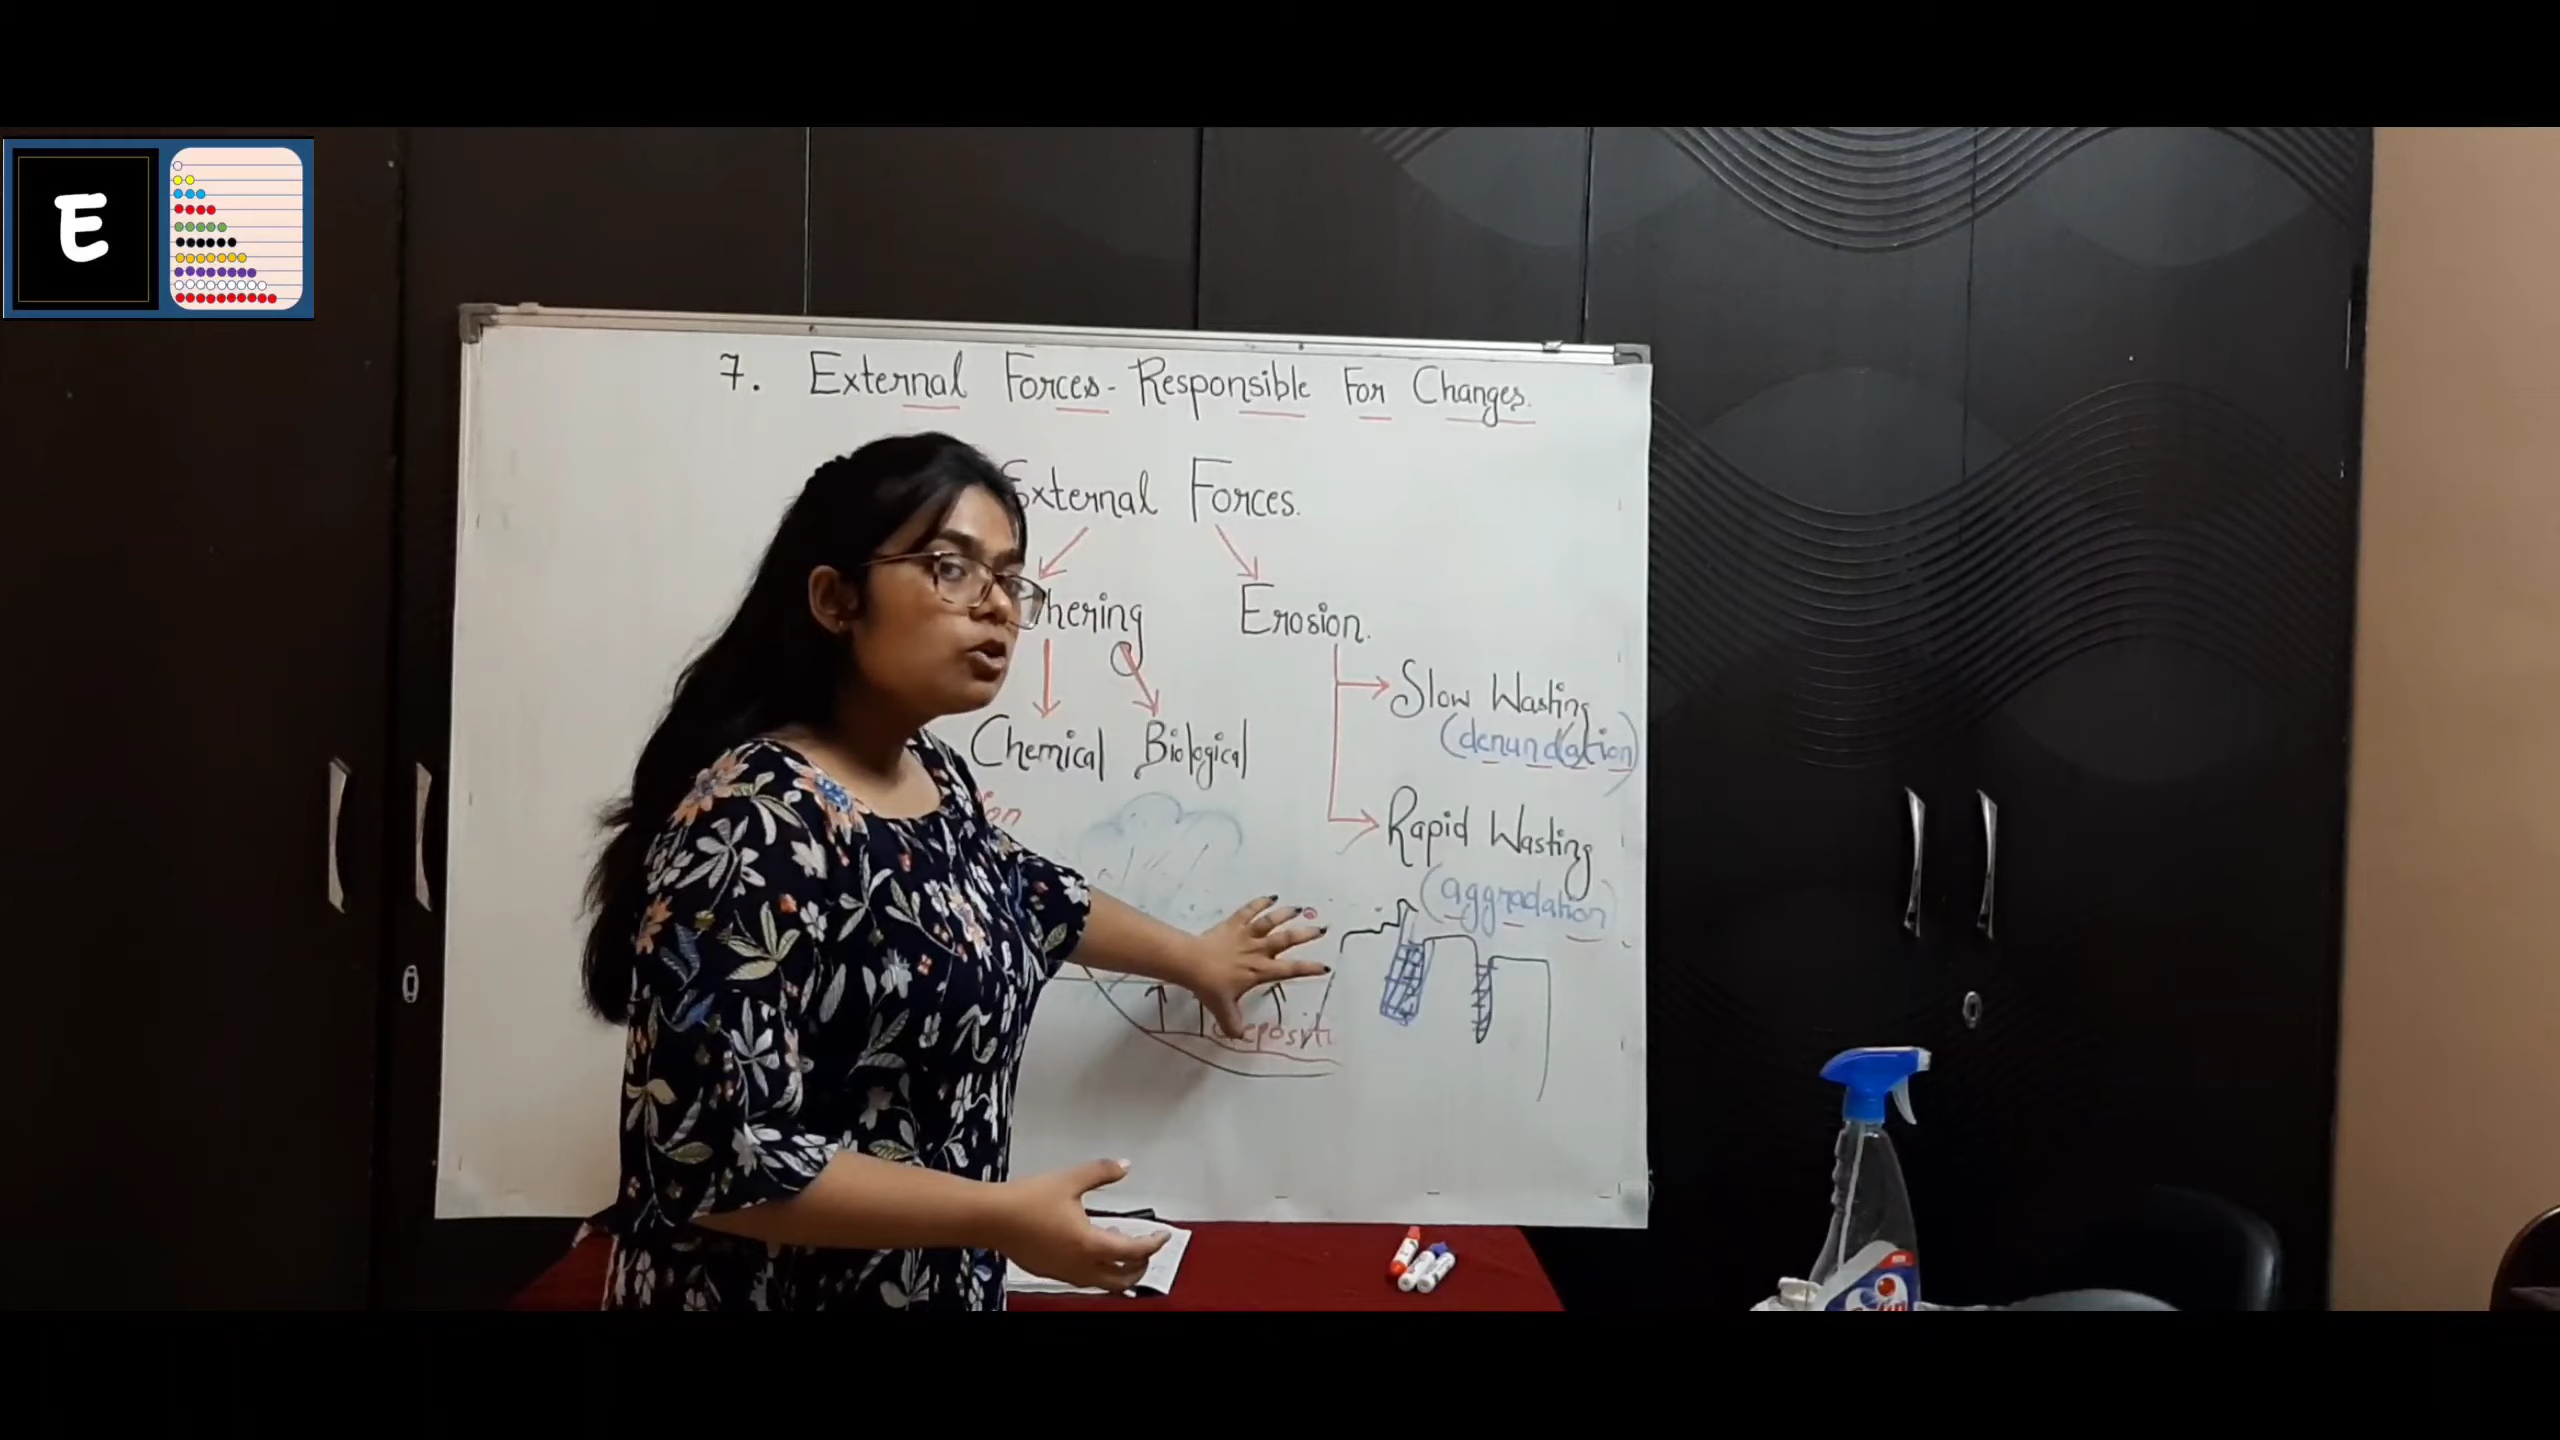 E
7. External Forces - Responsible For Changes.
External Forces.
hering
Erosion.
Slow Wasting
(denundation)
Chemical
Biological
Rapid Wasting
(aggradation)